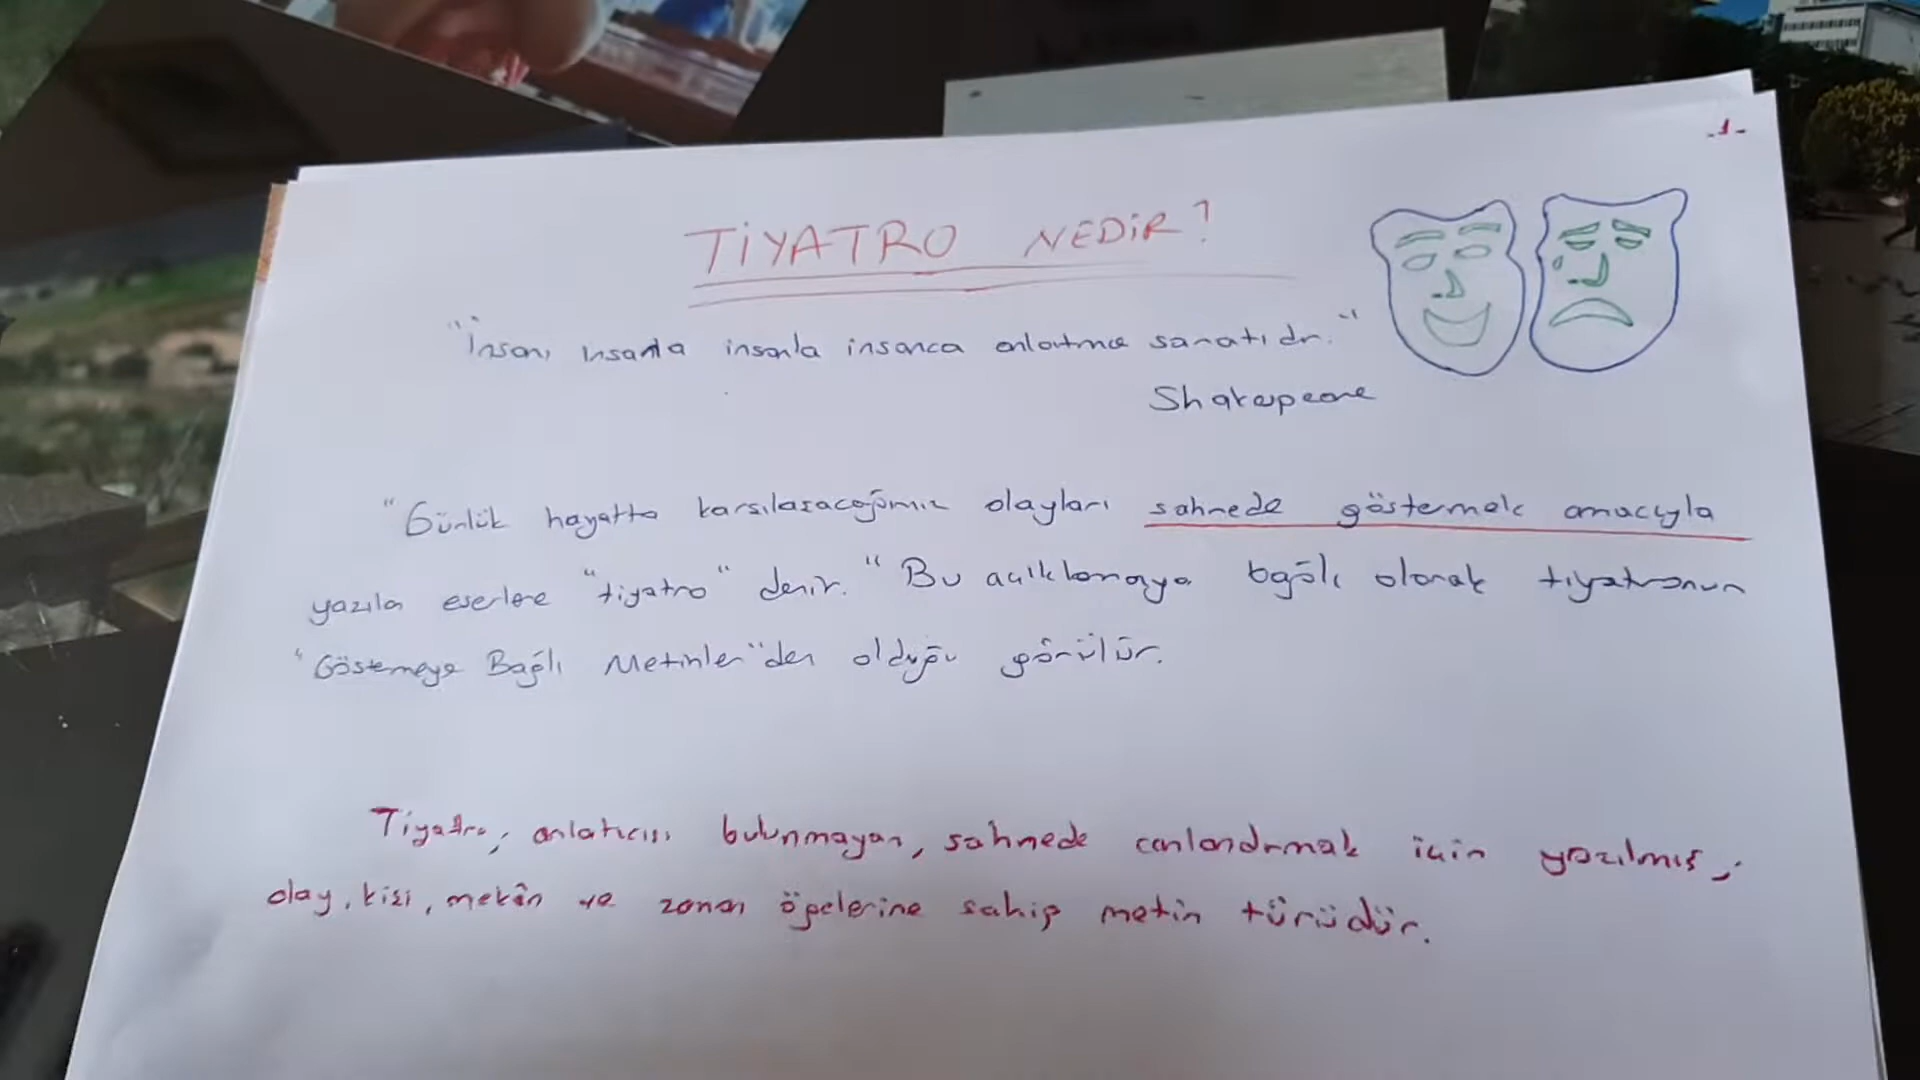 -1-
TİYATRO NEDİR?
"İnsanı insanla insanla insanca anlatma sanatıdır."
Shakespeare
"Günlük hayatta karşılaşacağımız olayları sahnede göstermek amacıyla
yazılan eserlere "tiyatro" denir." Bu açıklamaya bağlı olarak tiyatronun
"Göstermeye Bağlı Metinler"den olduğu görülür.
Tiyatro, anlatıcısı bulunmayan, sahnede canlandırmak için yazılmış,
olay, kişi, mekân ve zaman öğelerine sahip metin türüdür.